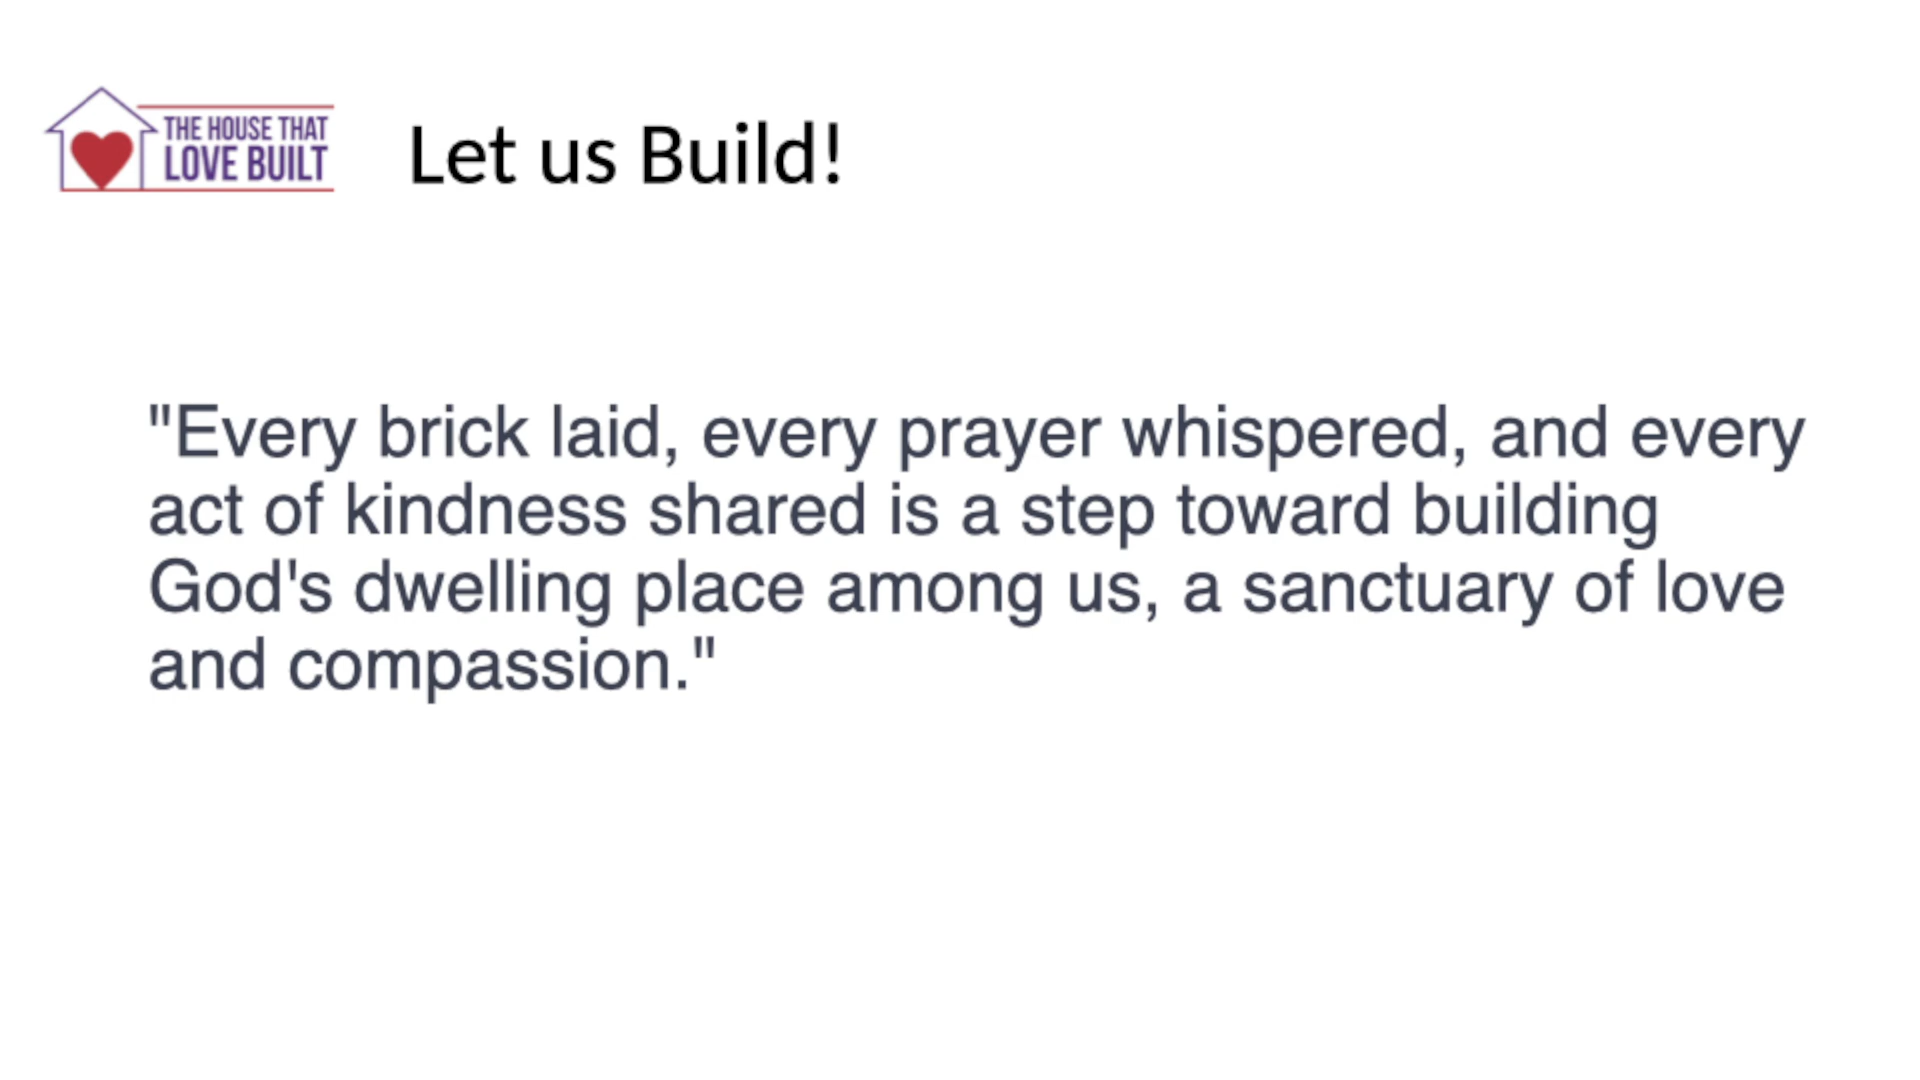 THE HOUSE THAT
LOVE BUILT
Let us Build!
"Every brick laid, every prayer whispered, and every
act of kindness shared is a step toward building
God's dwelling place among us, a sanctuary of love
and compassion."